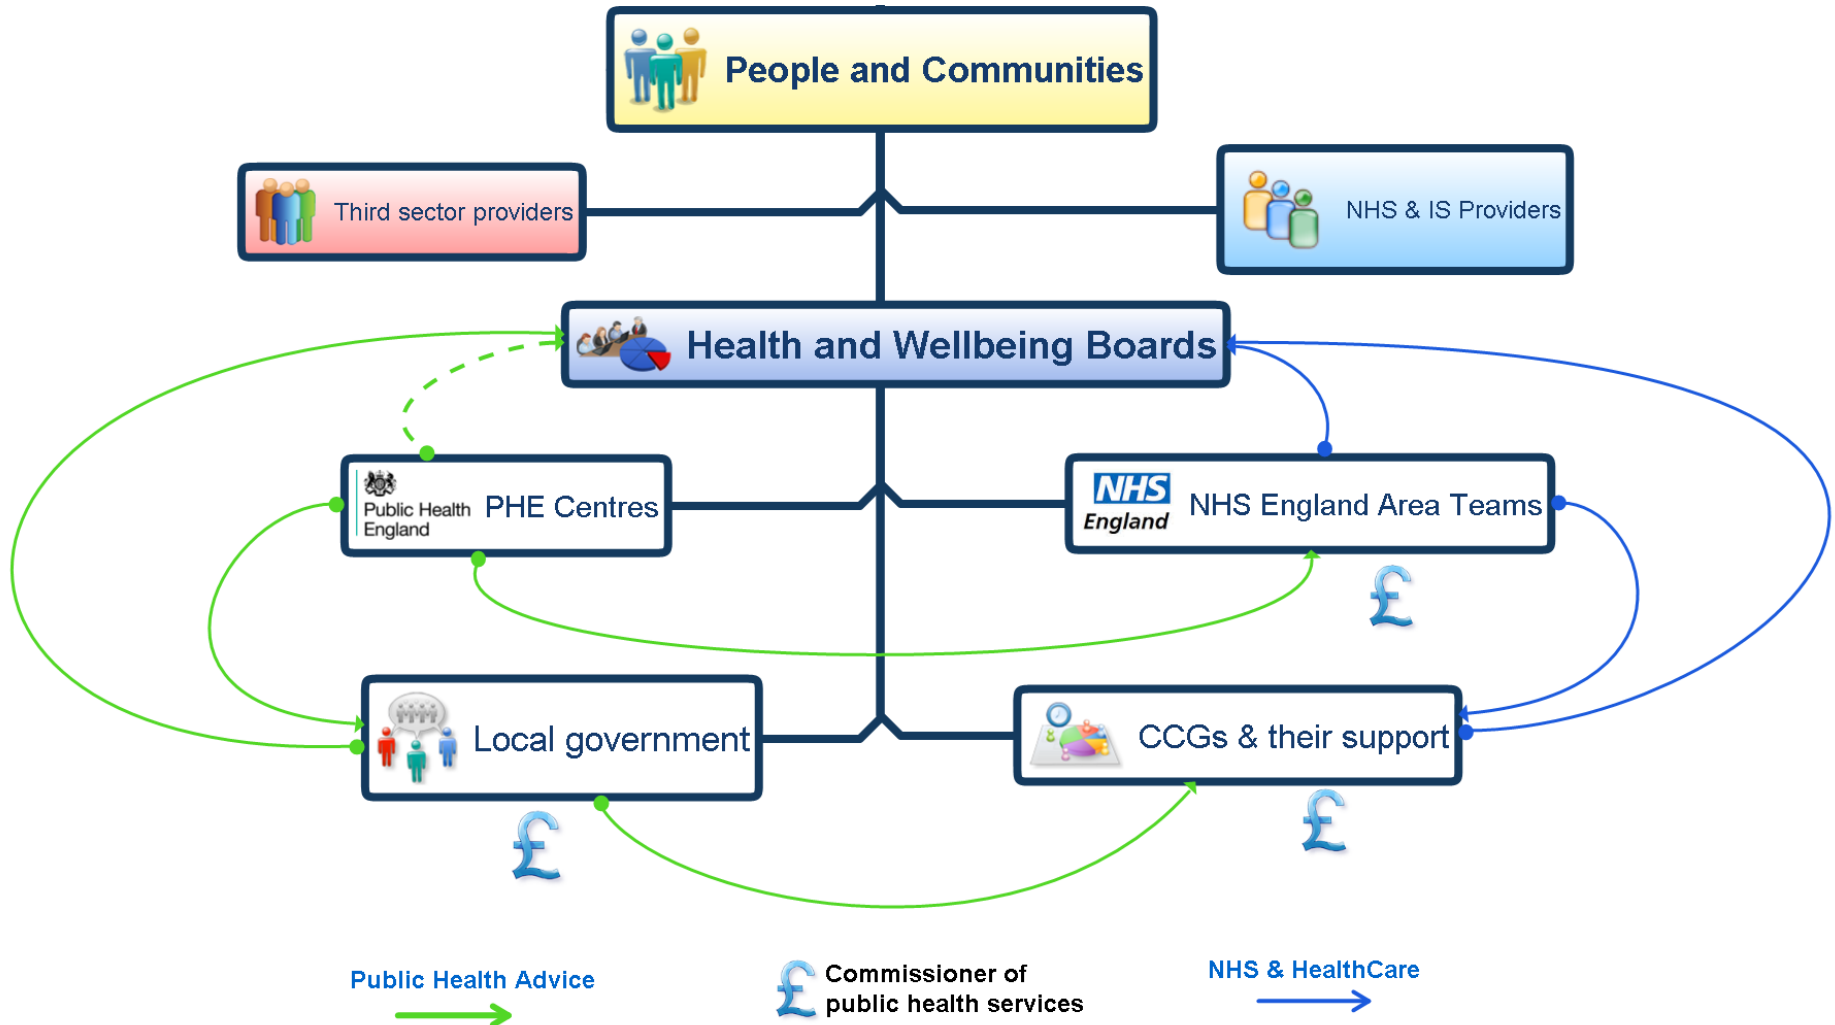 People and Communities
Third sector providers
NHS & IS Providers
Health and Wellbeing Boards
Public Health
England
PHE Centres
NHS
England
NHS England Area Teams
£
Local government
CCGs & their support
£
£
Public Health Advice
£
Commissioner of
public health services
NHS & HealthCare